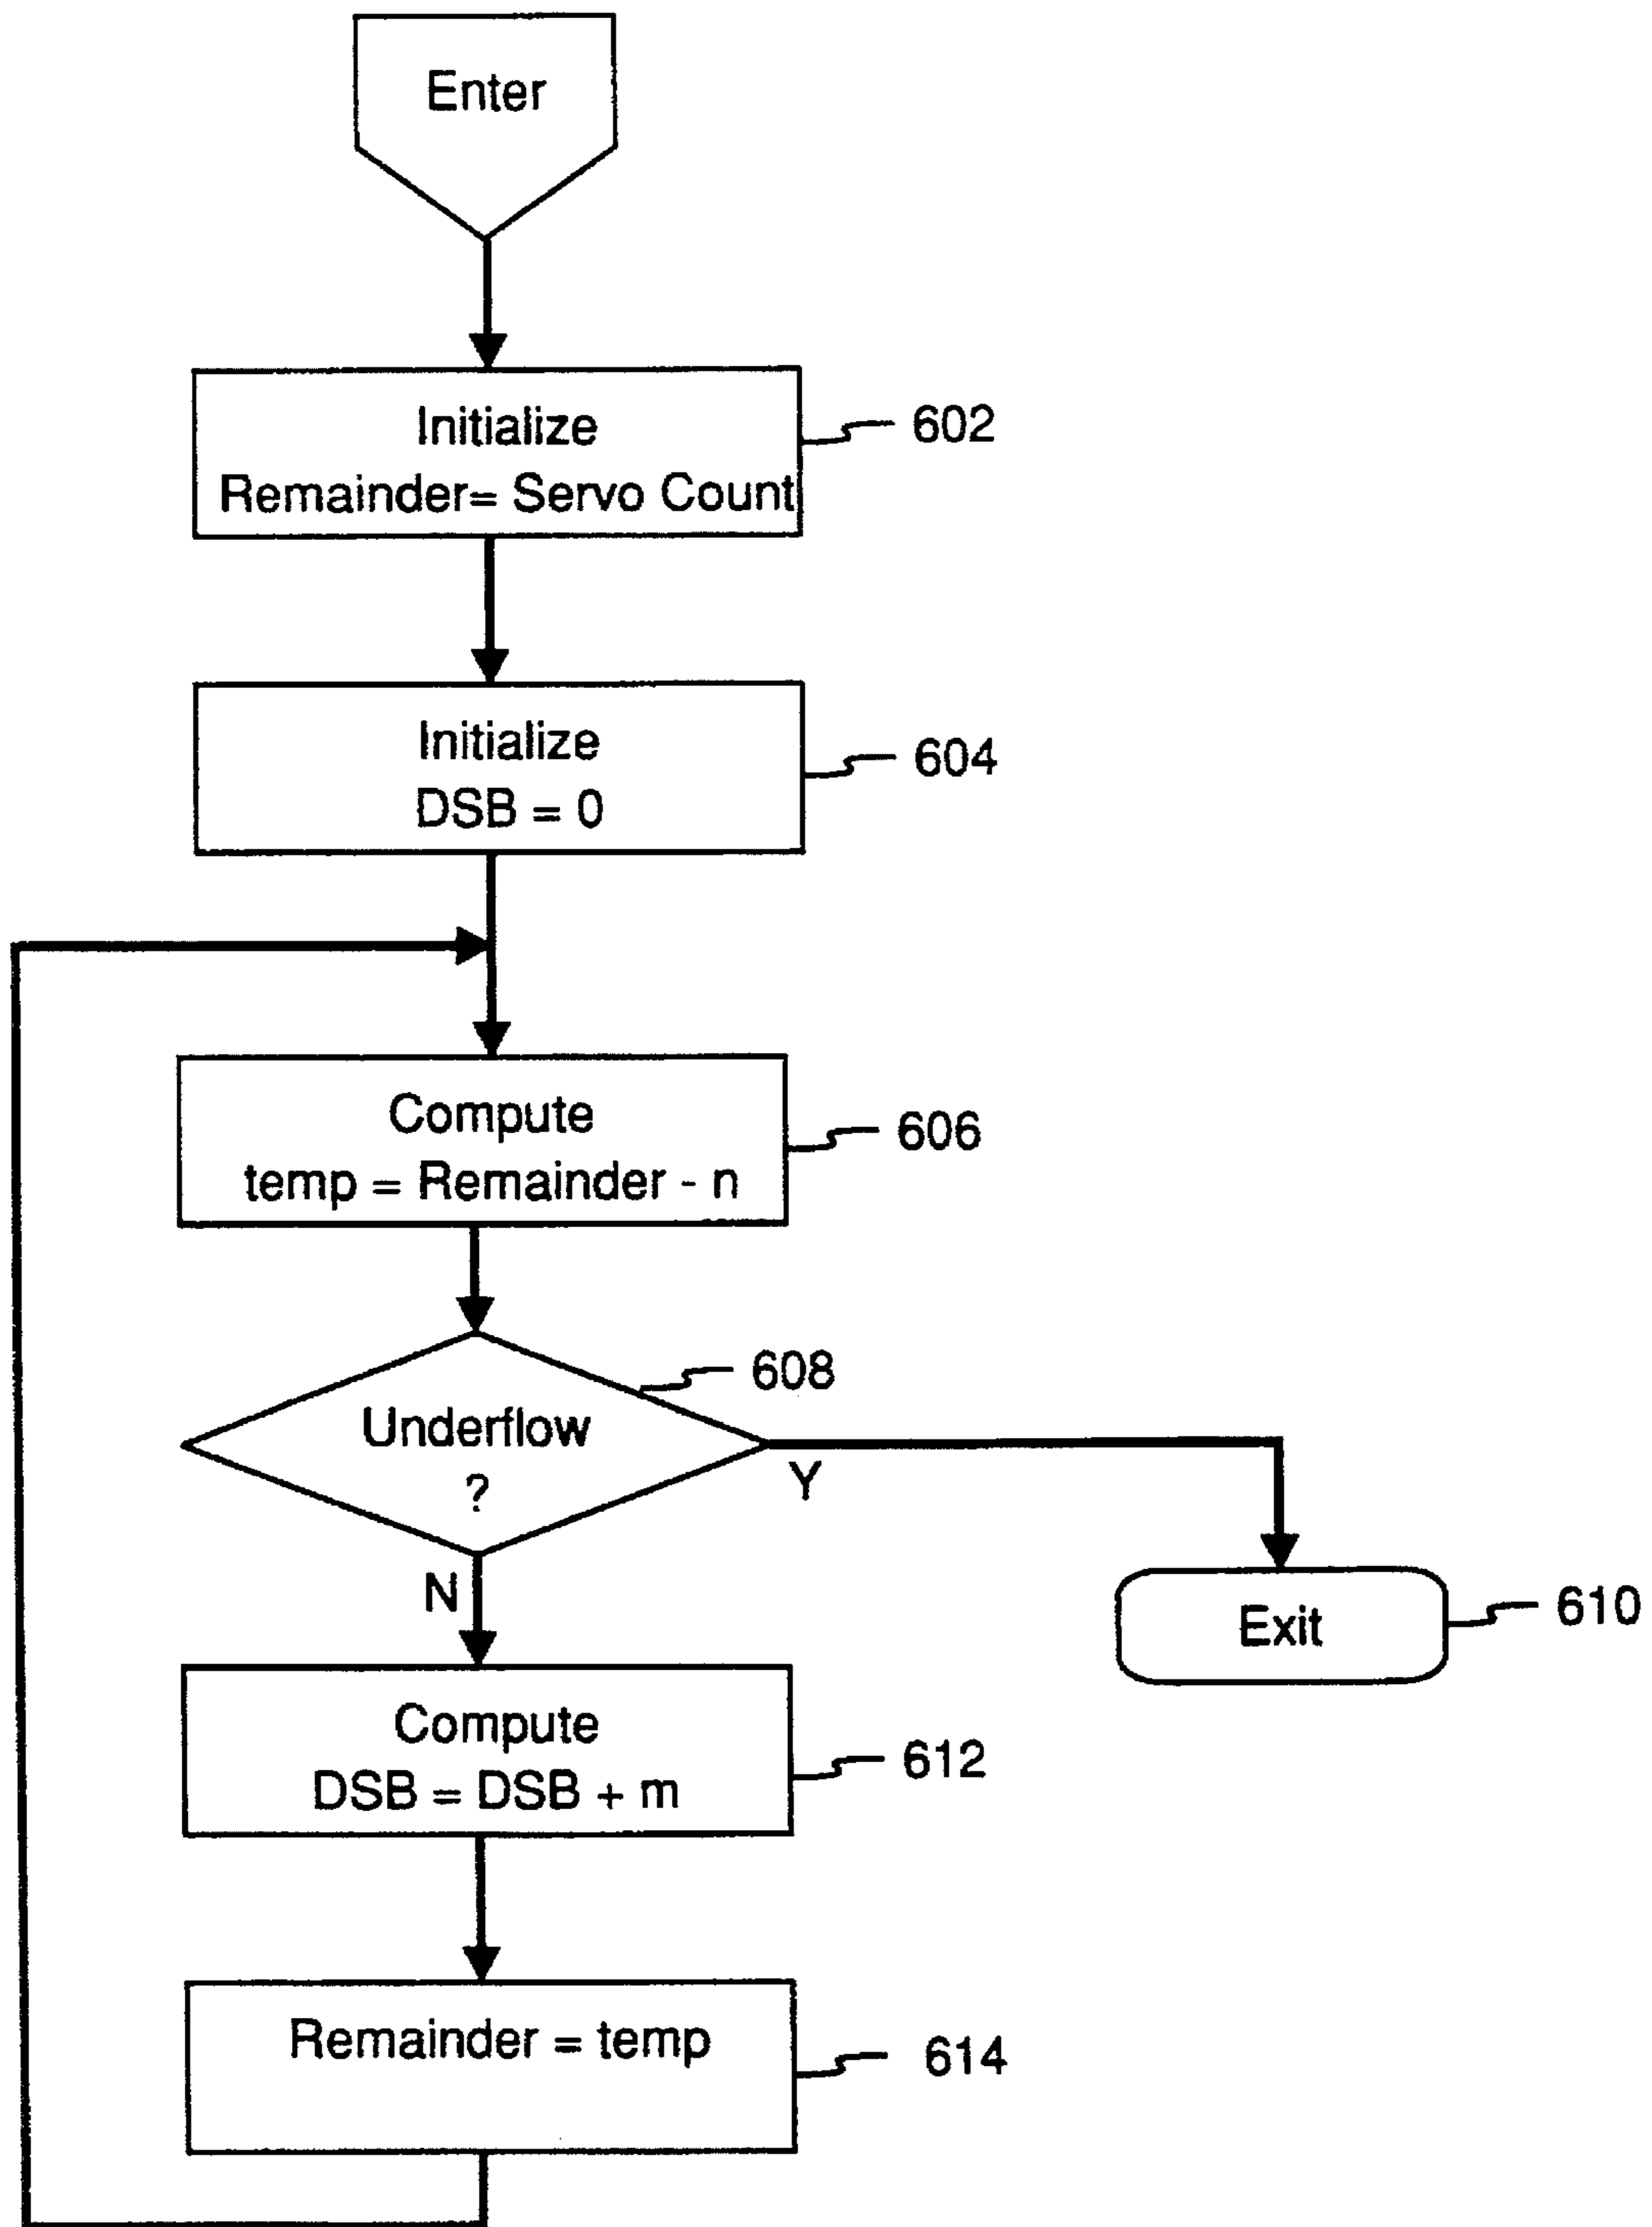 Enter
Initialize
Remainder= Servo Count
602
Initialize
DSB = 0
604
Compute
temp = Remainder - n
606
608
Underflow
?
Y
N
Exit
610
Compute
DSB = DSB + m
612
Remainder = temp
614